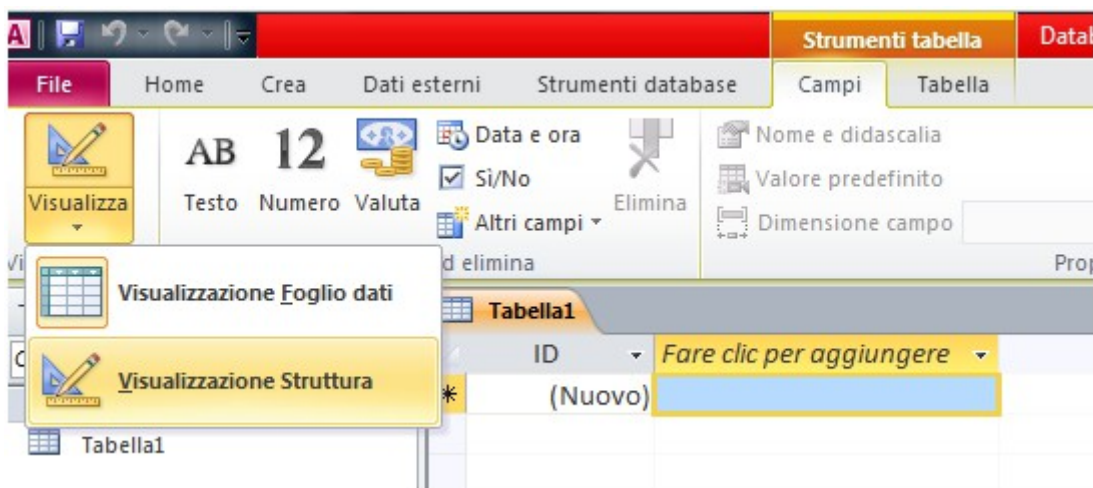 A
Strumenti tabella
File Home Crea Dati esterni Strumenti database Campi Tabella
AB 12 Data e ora Nome e didascalia
Sì/No Valore predefinito
Visualizza Testo Numero Valuta Elimina
Altri campi Dimensione campo
d elimina
Visualizzazione Foglio dati
Tabella1
ID Fare clic per aggiungere
Visualizzazione Struttura
* (Nuovo)
Tabella1